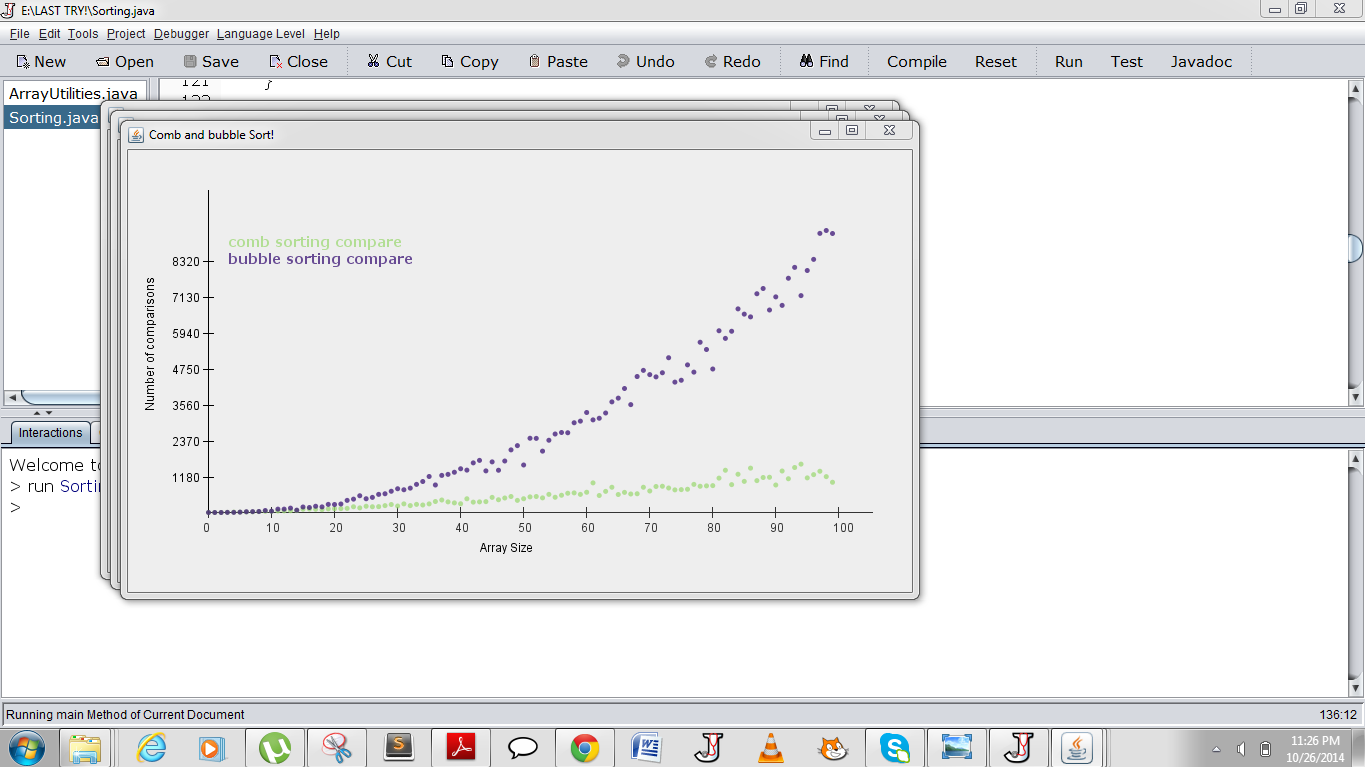 E:\LAST TRY!\Sorting.java
File Edit Tools Project Debugger Language Level Help
New Open Save Close Cut Copy Paste Undo Redo Find Compile Reset Run Test Javadoc
ArrayUtilities.java
Sorting.java
121 }
Comb and bubble Sort!
comb sorting compare
bubble sorting compare
8320
7130
5940
4750
3560
2370
1180
Number of comparisons
0 10 20 30 40 50 60 70 80 90 100
Array Size
Interactions
Welcome to
> run Sortin
>
Running main Method of Current Document 136:12
11:26 PM
10/26/2014